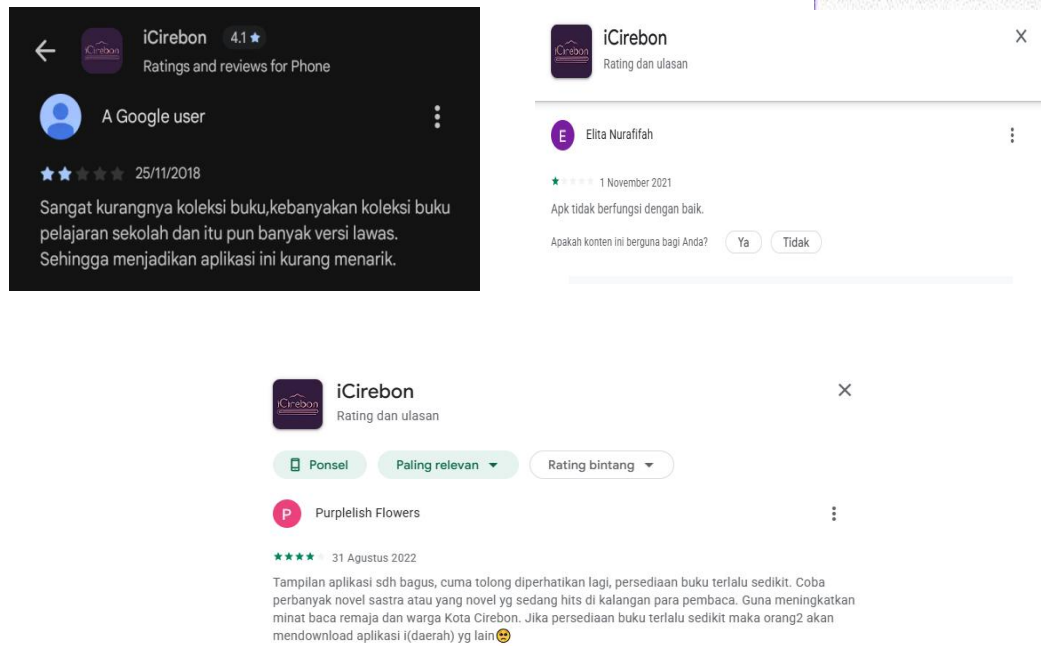 iCirebon 4.1★
iCirebon
Ratings and reviews for Phone
A Google user
25/11/2018
Sangat kurangnya koleksi buku,kebanyakan koleksi buku
pelajaran sekolah dan itu pun banyak versi lawas.
Sehingga menjadikan aplikasi ini kurang menarik.
iCirebon
iCirebon
X
Rating dan ulasan
E
Elita Nurafifah
1 November 2021
Apk tidak berfungsi dengan baik.
Apakah konten ini berguna bagi Anda? Ya Tidak
iCirebon
iCirebon
Rating dan ulasan
Ponsel Paling relevan Rating bintang
P
Purplelish Flowers
31 Agustus 2022
Tampilan aplikasi sdh bagus, cuma tolong diperhatikan lagi, persediaan buku terlalu sedikit. Coba
perbanyak novel sastra atau yang novel yg sedang hits di kalangan para pembaca. Guna meningkatkan
minat baca remaja dan warga Kota Cirebon. Jika persediaan buku terlalu sedikit maka orang2 akan
mendownload aplikasi i(daerah) yg lain🥺